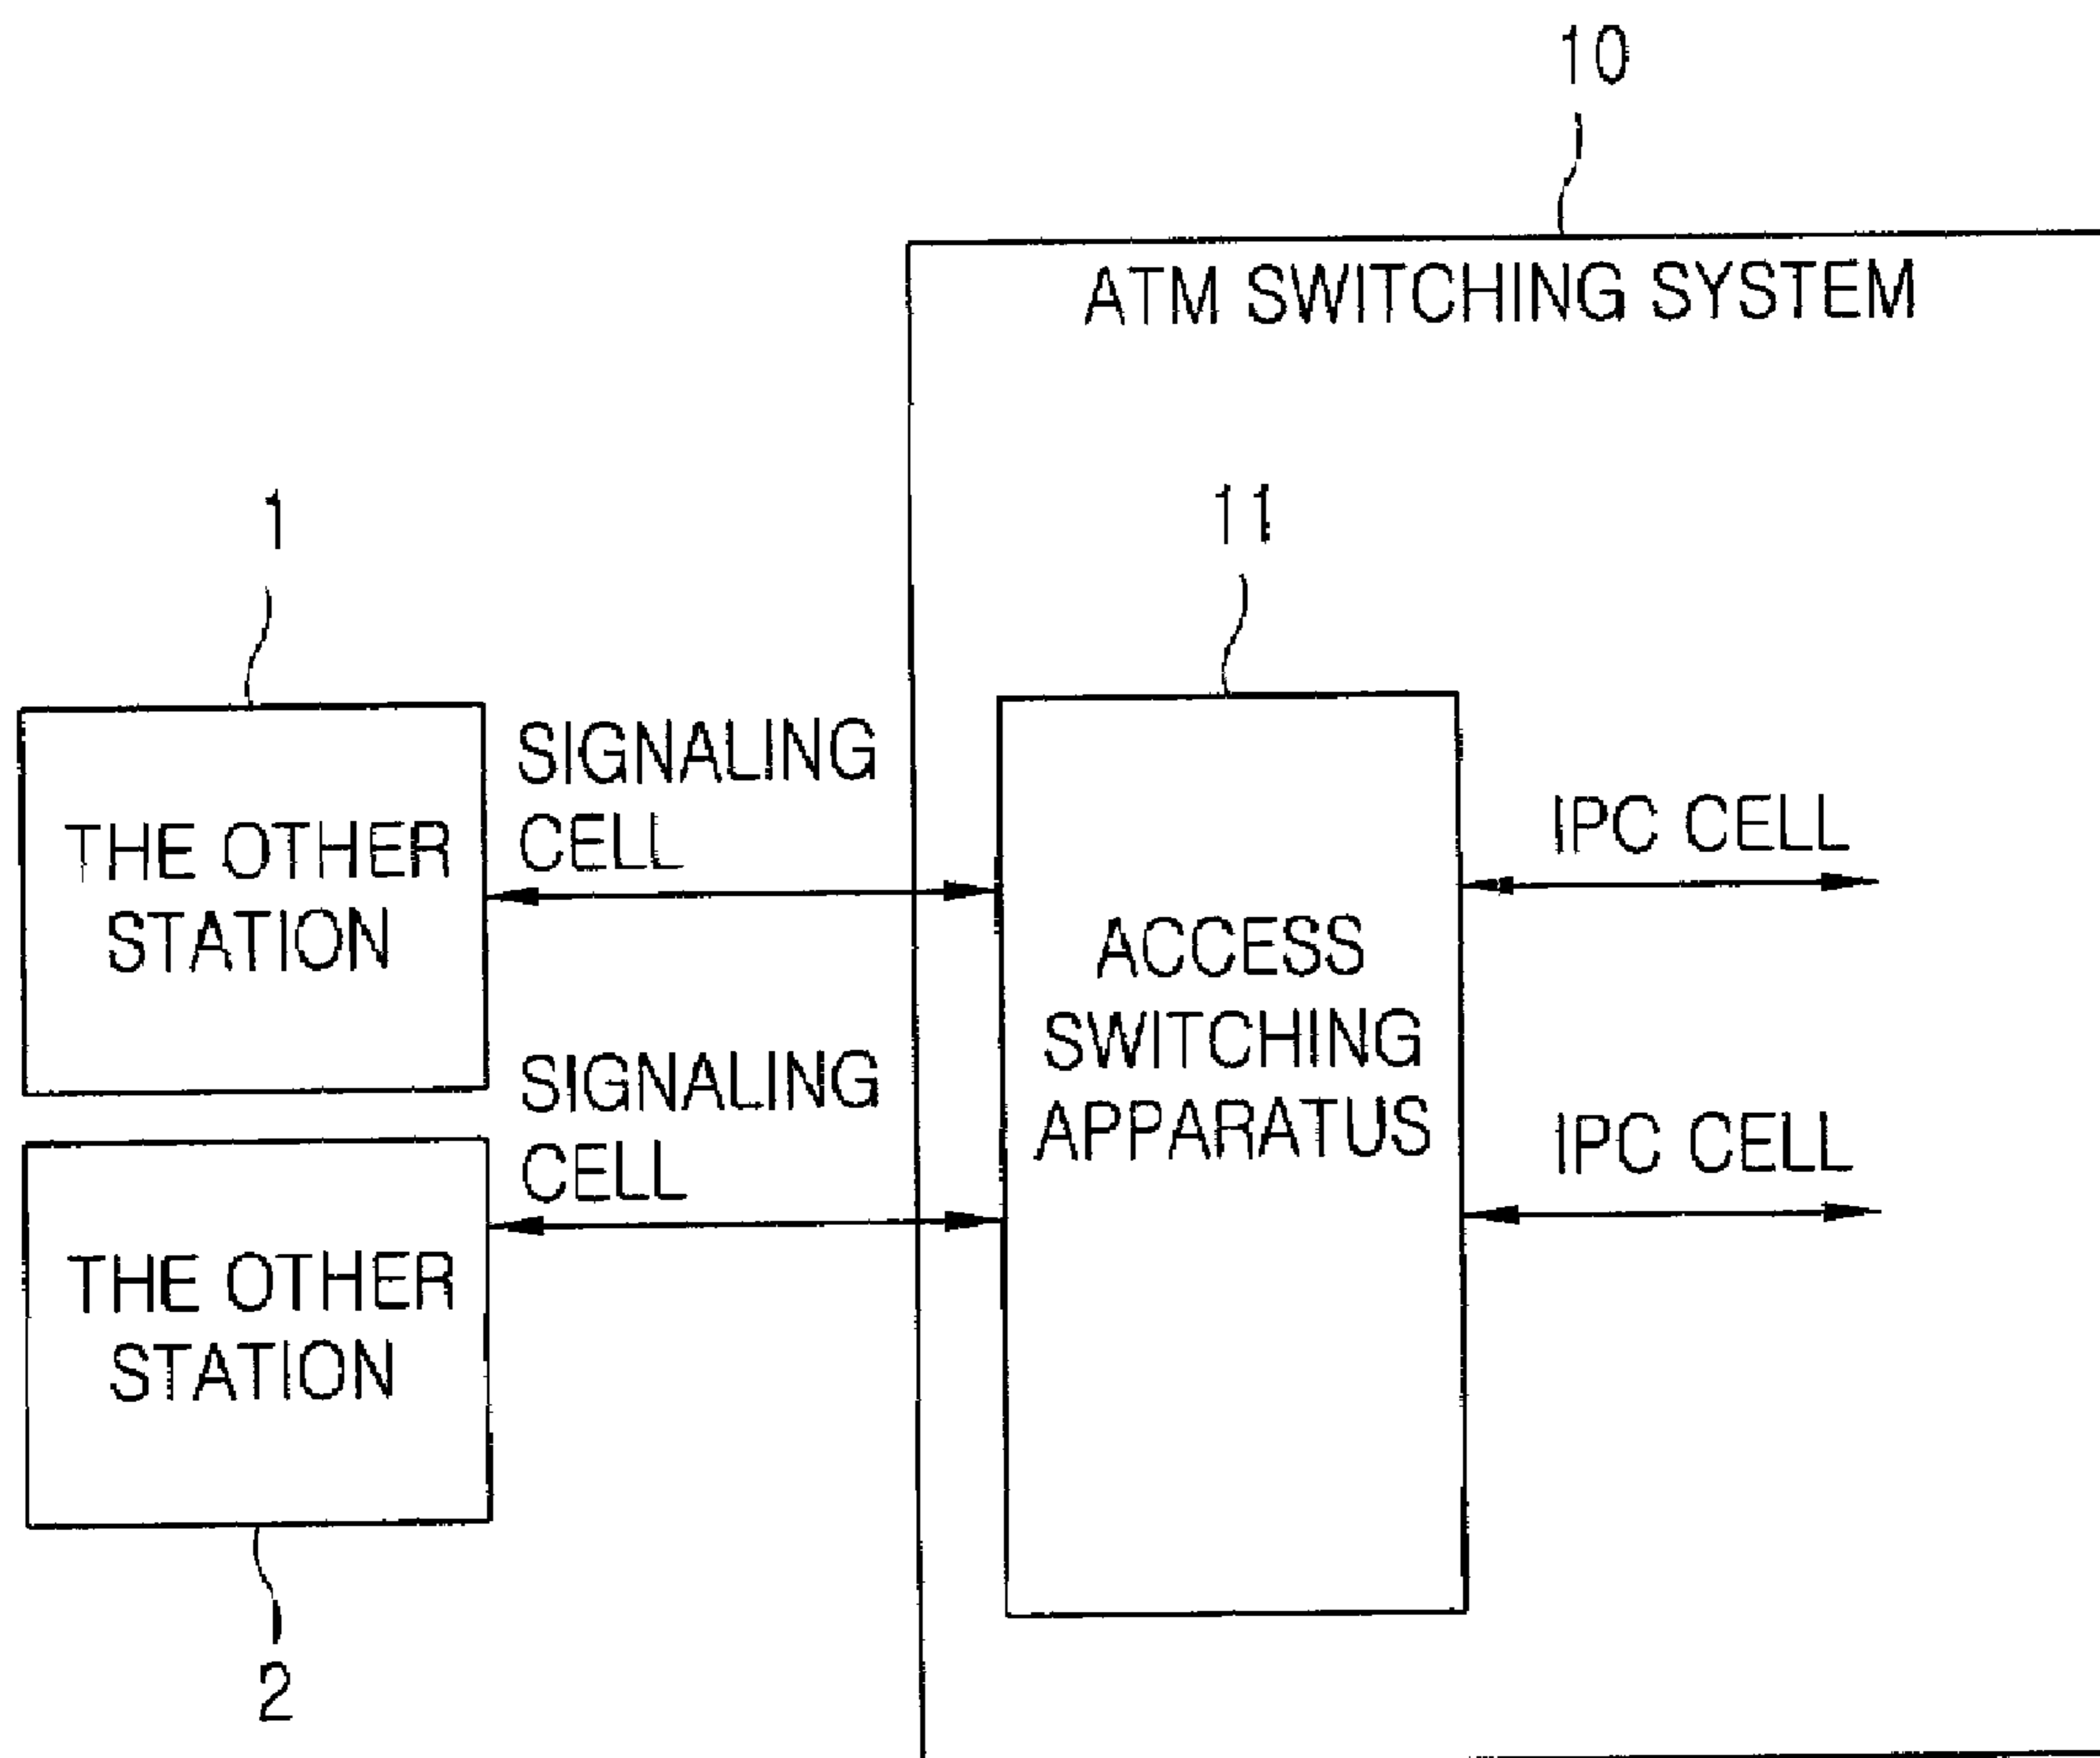 10
ATM SWITCHING SYSTEM
1
11
SIGNALING
CELL
THE OTHER
STATION
IPC CELL
ACCESS
SWITCHING
APPARATUS
SIGNALING
CELL
IPC CELL
THE OTHER
STATION
2